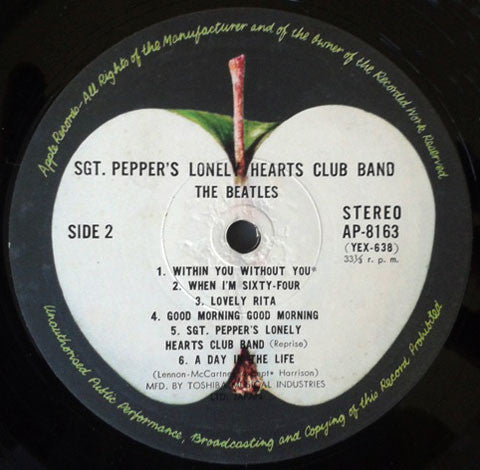 Apple Records-All Rights of the Manufacturer and of the Owner of the Recorded Work Reserved
SGT. PEPPER'S LONELY HEARTS CLUB BAND
THE BEATLES
SIDE 2
STEREO
AP-8163
(YEX-638)
33⅓ r. p. m.
1. WITHIN YOU WITHOUT YOU*
2. WHEN I'M SIXTY-FOUR
3. LOVELY RITA
4. GOOD MORNING GOOD MORNING
5. SGT. PEPPER'S LONELY
HEARTS CLUB BAND (Reprise)
6. A DAY IN THE LIFE
(Lennon-McCartney except* Harrison)
MFD. BY TOSHIBA MUSICAL INDUSTRIES
LTD.
Unauthorised Public Performance, Broadcasting and Copying of this Record Prohibited